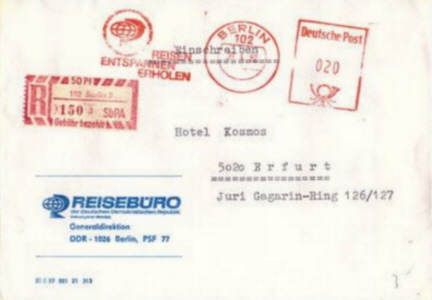 REISEN
ENTSPANNEN
ERHOLEN
BERLIN
102
Deutsche Post
020
Einschreiben
50 Pf
102 Berlin 2
R 150 SbPA
Gebühr bezahlt
Hotel Kosmos
5020 Erfurt
Juri Gagarin-Ring 126/127
REISEBÜRO
der Deutschen Demokratischen Republik
Generaldirektion
DDR - 1026 Berlin, PSF 77